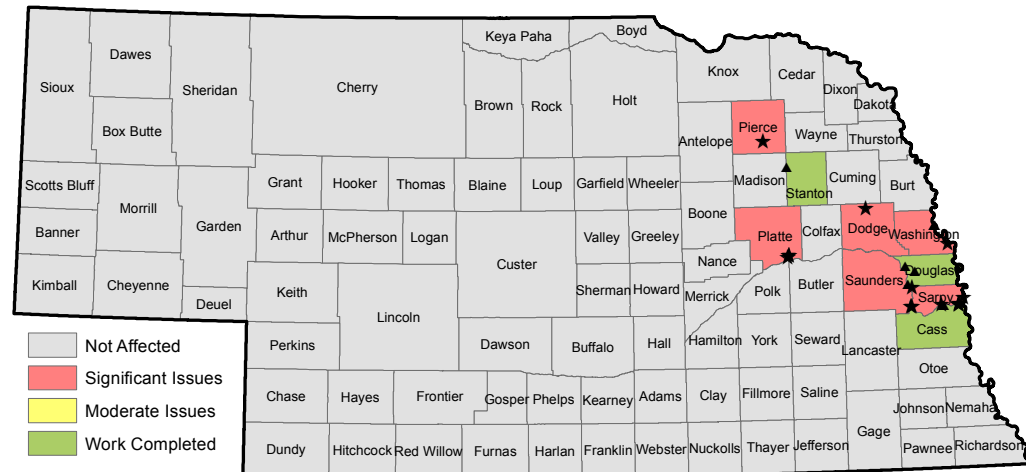 Boyd
Keya Paha
Dawes
Knox
Cedar
Sioux
Sheridan
Cherry
Dixon
Brown
Rock
Holt
Dakota
Box Butte
Pierce
Wayne
Antelope
Thurston
Scotts Bluff
Grant
Hooker
Thomas
Blaine
Loup
Garfield
Wheeler
Madison
Stanton
Cuming
Burt
Morrill
Garden
Boone
Banner
Arthur
McPherson
Logan
Valley
Greeley
Platte
Colfax
Dodge
Washington
Custer
Nance
Kimball
Cheyenne
Keith
Sherman
Howard
Merrick
Polk
Butler
Saunders
Douglas
Deuel
Lincoln
Sarpy
Cass
Perkins
Dawson
Buffalo
Hall
Hamilton
York
Seward
Lancaster
Otoe
Chase
Hayes
Frontier
Gosper
Phelps
Kearney
Adams
Clay
Fillmore
Saline
Johnson
Nemaha
Dundy
Hitchcock
Red Willow
Furnas
Harlan
Franklin
Webster
Nuckolls
Thayer
Jefferson
Gage
Pawnee
Richardson
Not Affected
Significant Issues
Moderate Issues
Work Completed